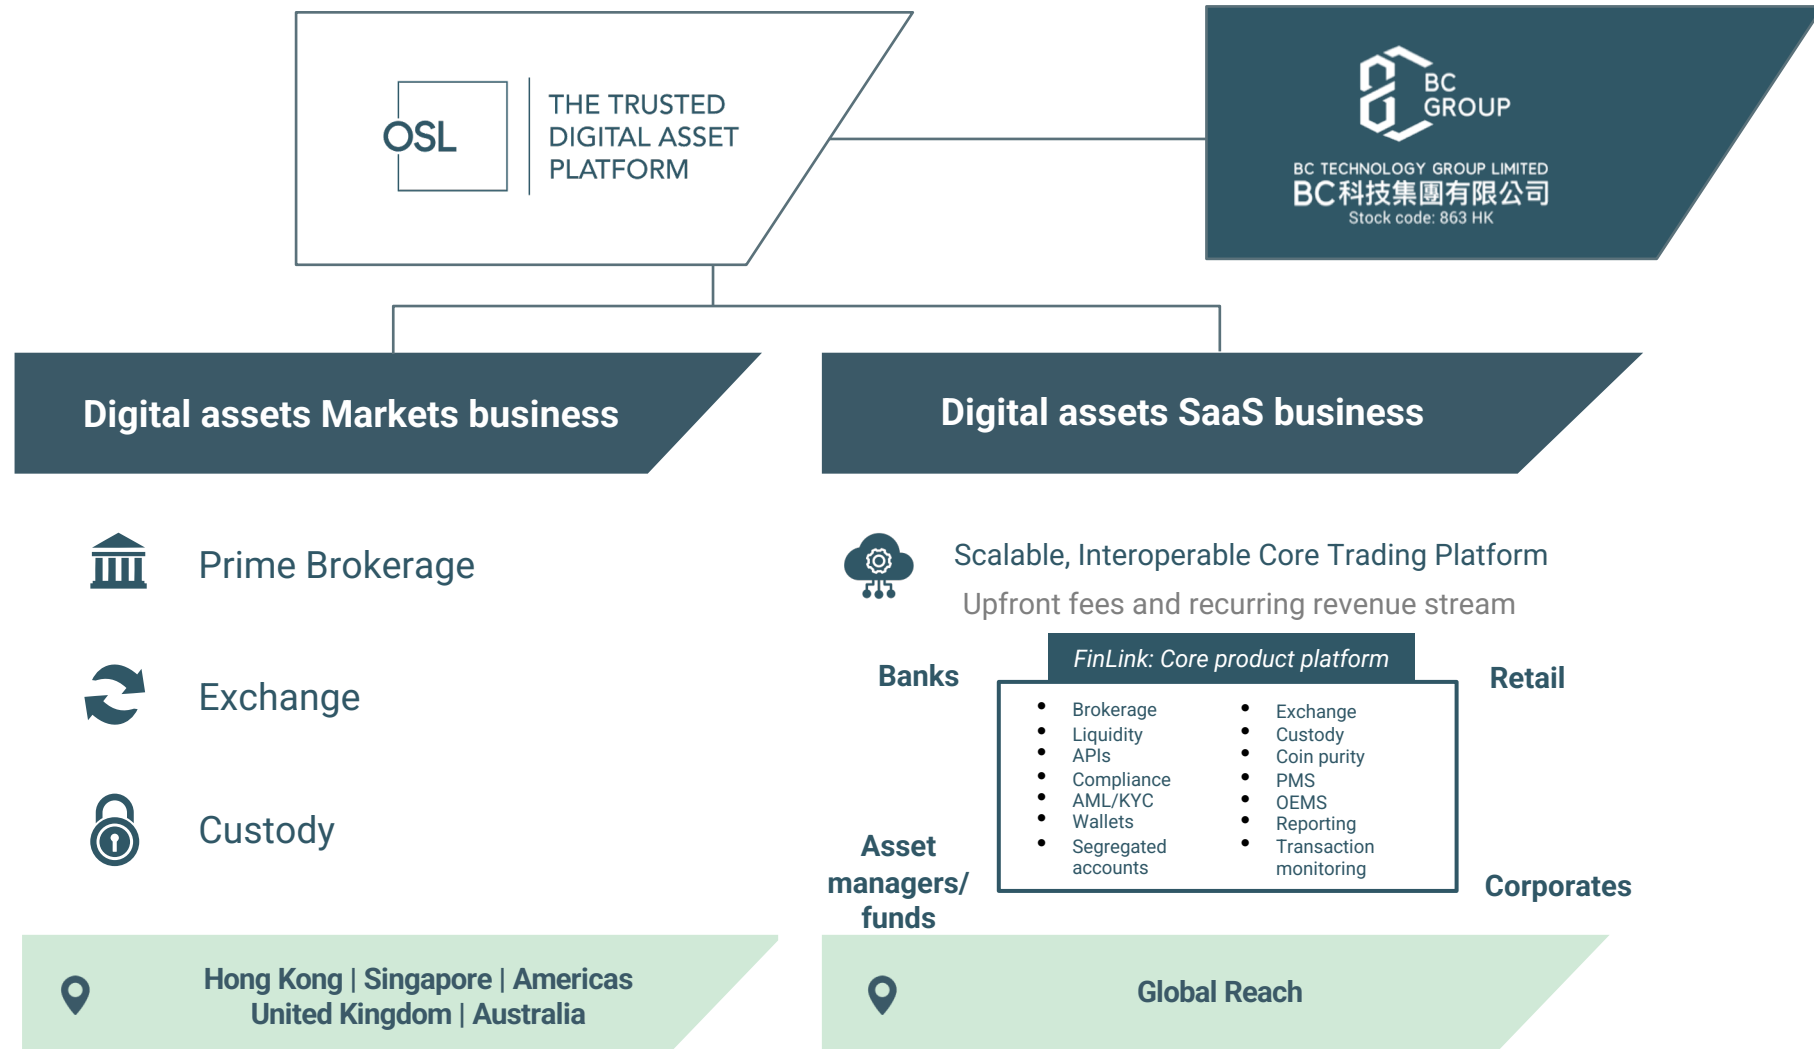 OSL
THE TRUSTED
DIGITAL ASSET
PLATFORM
BC
GROUP
BC TECHNOLOGY GROUP LIMITED
BC科技集團有限公司
Stock code: 863 HK
Digital assets Markets business
Prime Brokerage
Exchange
Custody
Hong Kong | Singapore | Americas
United Kingdom | Australia
Digital assets SaaS business
Scalable, Interoperable Core Trading Platform
Upfront fees and recurring revenue stream
Banks
FinLink: Core product platform
Retail
• Brokerage
• Liquidity
• APIs
• Compliance
• AML/KYC
• Wallets
• Segregated
accounts
• Exchange
• Custody
• Coin purity
• PMS
• OEMS
• Reporting
• Transaction
monitoring
Asset
managers/
funds
Corporates
Global Reach